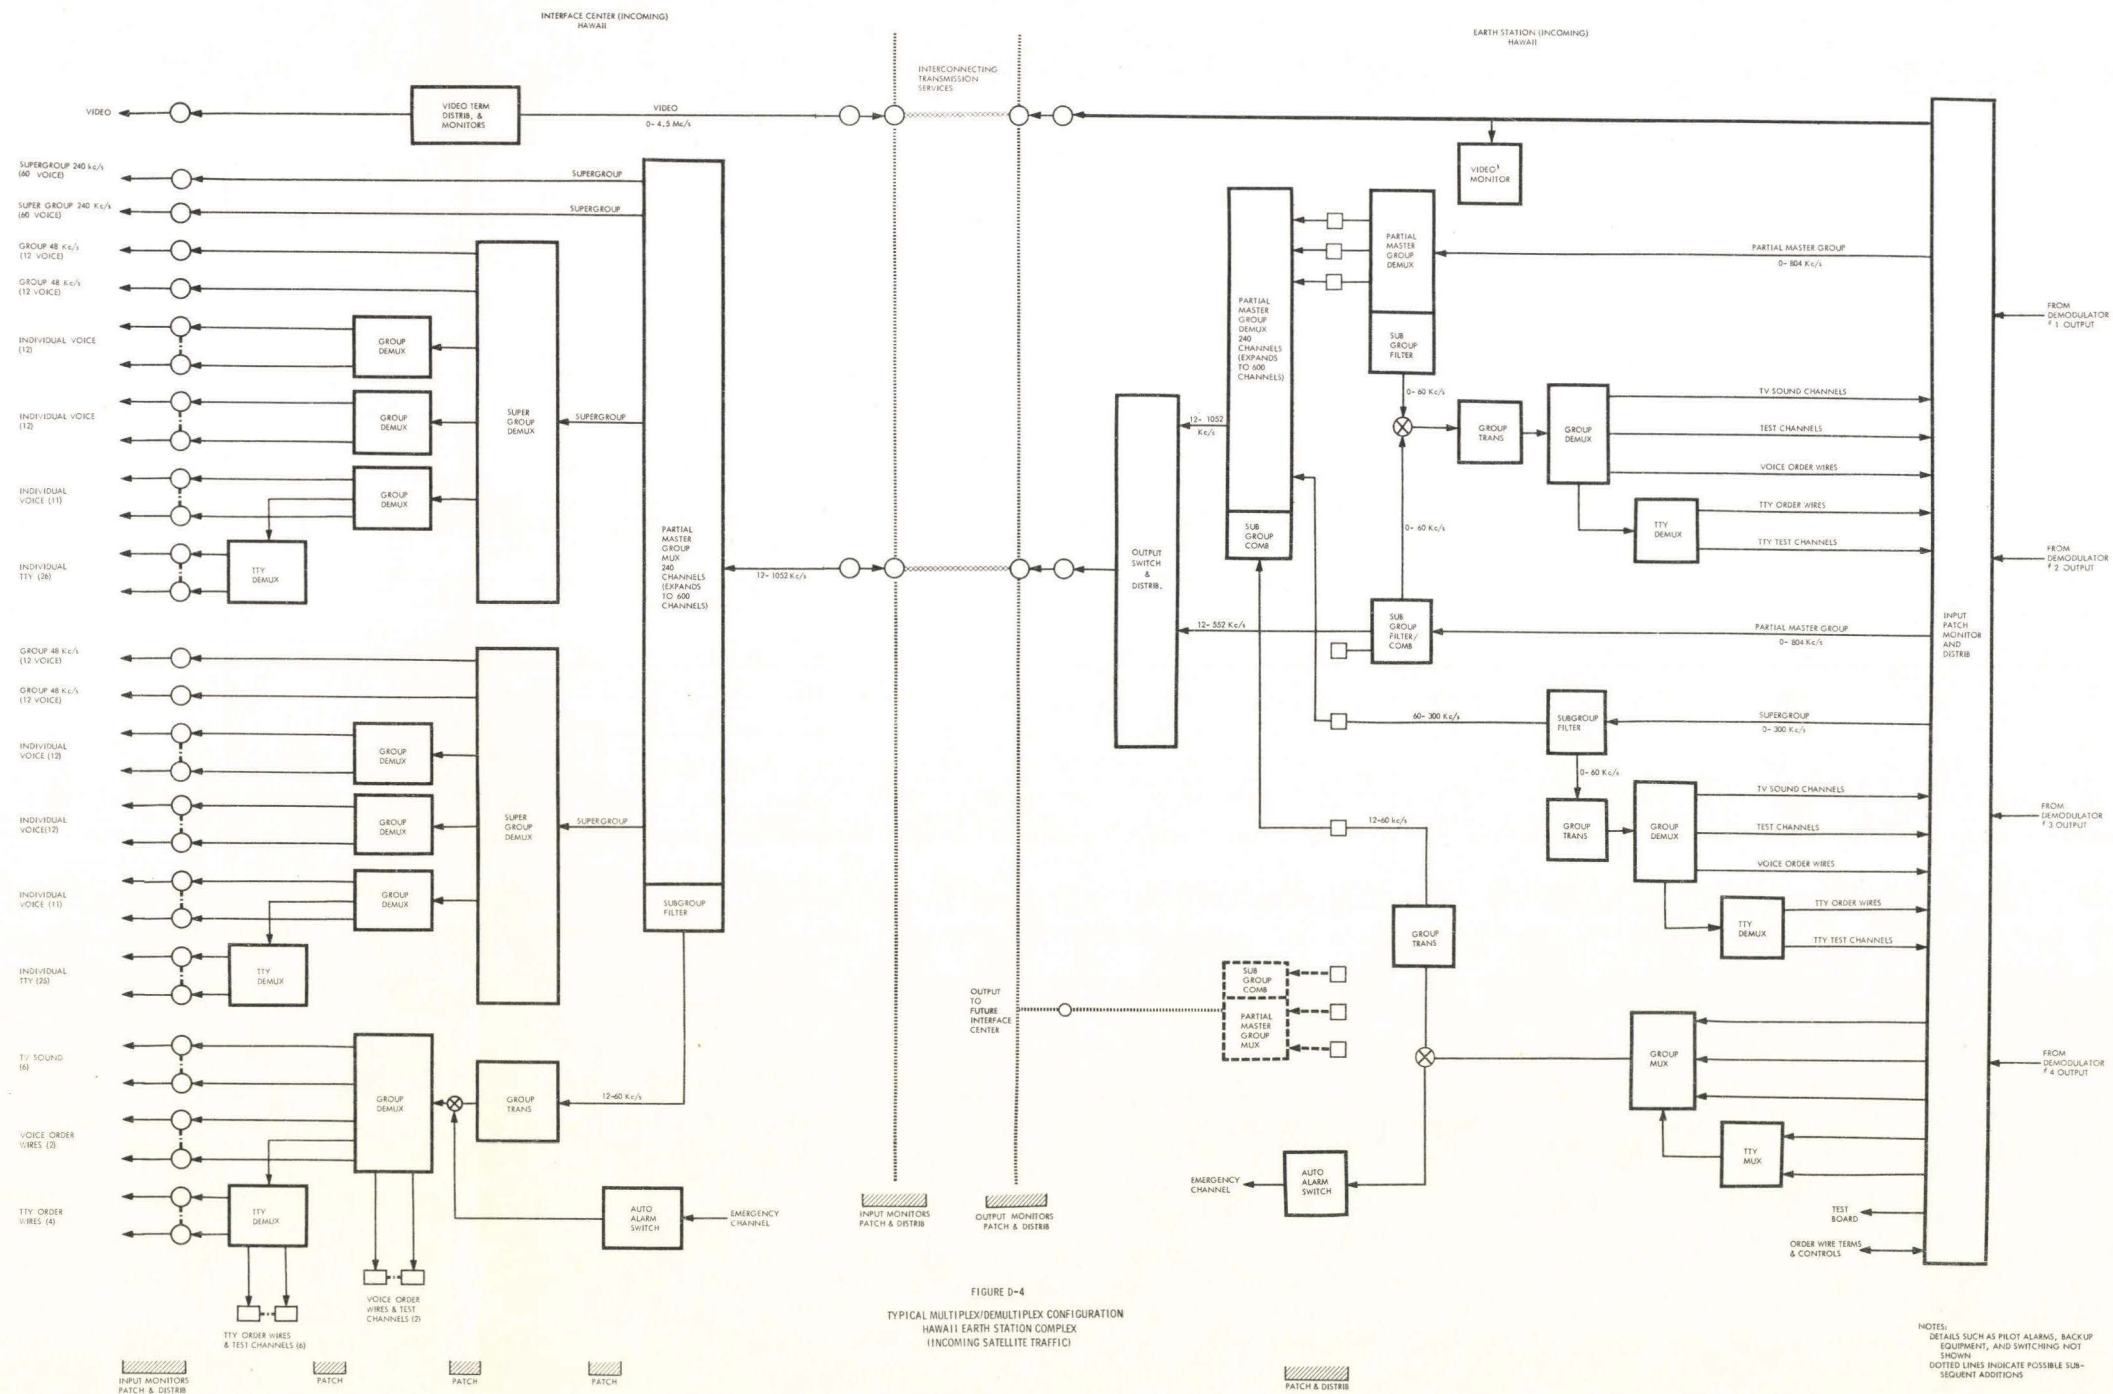 INTERFACE CENTER (INCOMING)
HAWAII
EARTH STATION (INCOMING)
HAWAII
INTERCONNECTING
TRANSMISSION
SERVICES
VIDEO
VIDEO TERM
DISTRIB, &
MONITORS
VIDEO
0- 4.5 Mc/s
SUPERGROUP 240 kc/s
(60 VOICE)
SUPERGROUP
SUPER GROUP 240 Kc/s
(60 VOICE)
SUPERGROUP
GROUP 48 Kc/s
(12 VOICE)
GROUP 48 Kc/s
(12 VOICE)
INDIVIDUAL VOICE
(12)
GROUP
DEMUX
INDIVIDUAL VOICE
(12)
GROUP
DEMUX
SUPER
GROUP
DEMUX
SUPERGROUP
INDIVIDUAL
VOICE (11)
GROUP
DEMUX
INDIVIDUAL
TTY (26)
TTY
DEMUX
PARTIAL
MASTER
GROUP
MUX
240
CHANNELS
(EXPANDS
TO 600
CHANNELS)
12- 1052 Kc/s
GROUP 48 Kc/s
(12 VOICE)
GROUP 48 Kc/s
(12 VOICE)
INDIVIDUAL
VOICE (12)
GROUP
DEMUX
INDIVIDUAL
VOICE(12)
GROUP
DEMUX
SUPER
GROUP
DEMUX
SUPERGROUP
INDIVIDUAL
VOICE (11)
GROUP
DEMUX
SUBGROUP
FILTER
INDIVIDUAL
TTY (25)
TTY
DEMUX
TV SOUND
(6)
GROUP
DEMUX
GROUP
TRANS
12-60 Kc/s
VOICE ORDER
WIRES (2)
TTY ORDER
WIRES (4)
TTY
DEMUX
AUTO
ALARM
SWITCH
EMERGENCY
CHANNEL
VOICE ORDER
WIRES & TEST
CHANNELS (2)
TTY ORDER WIRES
& TEST CHANNELS (6)
INPUT MONITORS
PATCH & DISTRIB
PATCH
PATCH
PATCH
INPUT MONITORS
PATCH & DISTRIB
OUTPUT MONITORS
PATCH & DISTRIB
OUTPUT
TO
FUTURE
INTERFACE
CENTER
VIDEO
MONITOR
PARTIAL
MASTER
GROUP
DEMUX
PARTIAL MASTER GROUP
0- 804 Kc/s
PARTIAL
MASTER
GROUP
DEMUX
240
CHANNELS
(EXPANDS
TO 600
CHANNELS)
SUB
GROUP
FILTER
0- 60 Kc/s
GROUP
TRANS
GROUP
DEMUX
TV SOUND CHANNELS
TEST CHANNELS
VOICE ORDER WIRES
TTY
DEMUX
TTY ORDER WIRES
TTY TEST CHANNELS
12- 1052
Kc/s
SUB
GROUP
COMB
0- 60 Kc/s
OUTPUT
SWITCH
&
DISTRIB.
12- 552 Kc/s
SUB
GROUP
FILTER/
COMB
PARTIAL MASTER GROUP
0- 804 Kc/s
INPUT
PATCH
MONITOR
AND
DISTRIB
60- 300 Kc/s
SUBGROUP
FILTER
SUPERGROUP
0- 300 Kc/s
0- 60 Kc/s
GROUP
TRANS
GROUP
DEMUX
TV SOUND CHANNELS
TEST CHANNELS
VOICE ORDER WIRES
TTY
DEMUX
TTY ORDER WIRES
TTY TEST CHANNELS
12-60 kc/s
GROUP
TRANS
SUB
GROUP
COMB
PARTIAL
MASTER
GROUP
MUX
GROUP
MUX
TTY
MUX
EMERGENCY
CHANNEL
AUTO
ALARM
SWITCH
TEST
BOARD
ORDER WIRE TERMS
& CONTROLS
FROM
DEMODULATOR
f 1 OUTPUT
FROM
DEMODULATOR
f 2 OUTPUT
FROM
DEMODULATOR
f 3 OUTPUT
FROM
DEMODULATOR
f 4 OUTPUT
FIGURE D-4
TYPICAL MULTIPLEX/DEMULTIPLEX CONFIGURATION
HAWAII EARTH STATION COMPLEX
(INCOMING SATELLITE TRAFFIC)
PATCH & DISTRIB
NOTES:
DETAILS SUCH AS PILOT ALARMS, BACKUP
EQUIPMENT, AND SWITCHING NOT
SHOWN
DOTTED LINES INDICATE POSSIBLE SUB-
SEQUENT ADDITIONS